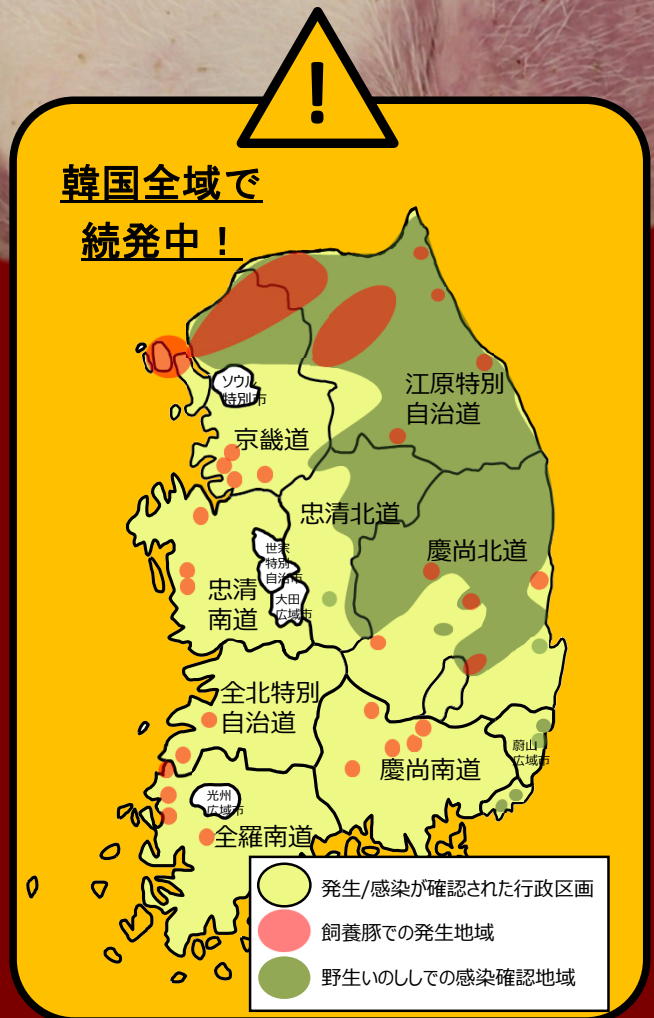 !
韓国全域で
続発中！
ソウル
特別市
江原特別
自治道
京畿道
忠清北道
慶尚北道
世宗
特別
自治市
忠清
南道
大田
広域市
全北特別
自治道
蔚山
広域市
慶尚南道
光州
広域市
全羅南道
発生/感染が確認された行政区画
飼養豚での発生地域
野生いのししでの感染確認地域